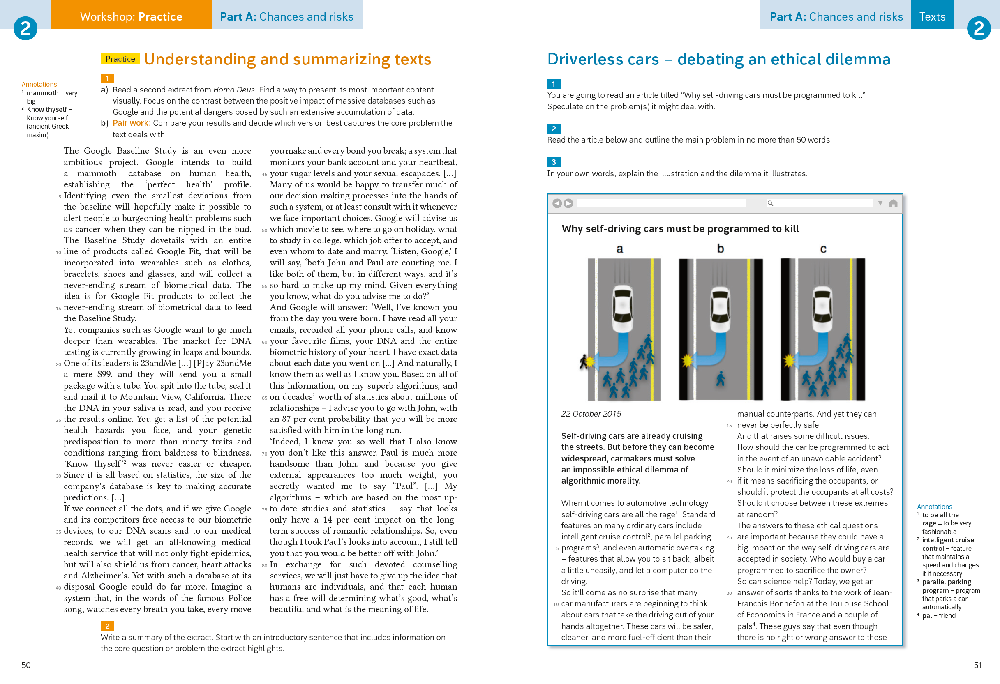 2
Workshop: Practice
Part A: Chances and risks
Practice Understanding and summarizing texts
Annotations
1 mammoth = very
big
2 Know thyself =
Know yourself
(ancient Greek
maxim)
1
a) Read a second extract from Homo Deus. Find a way to present its most important content
visually. Focus on the contrast between the positive impact of massive databases such as
Google and the potential dangers posed by such an extensive accumulation of data.
b) Pair work: Compare your results and decide which version best captures the core problem the
text deals with.
The Google Baseline Study is an even more
ambitious project. Google intends to build
a mammoth1 database on human health,
establishing the ‘perfect health’ profile.
5 Identifying even the smallest deviations from
the baseline will hopefully make it possible to
alert people to burgeoning health problems such
as cancer when they can be nipped in the bud.
The Baseline Study dovetails with an entire
10 line of products called Google Fit, that will be
incorporated into wearables such as clothes,
bracelets, shoes and glasses, and will collect a
never-ending stream of biometrical data. The
idea is for Google Fit products to collect the
15 never-ending stream of biometrical data to feed
the Baseline Study.
Yet companies such as Google want to go much
deeper than wearables. The market for DNA
testing is currently growing in leaps and bounds.
20 One of its leaders is 23andMe […] [P]ay 23andMe
a mere $99, and they will send you a small
package with a tube. You spit into the tube, seal it
and mail it to Mountain View, California. There
the DNA in your saliva is read, and you receive
25 the results online. You get a list of the potential
health hazards you face, and your genetic
predisposition to more than ninety traits and
conditions ranging from baldness to blindness.
‘Know thyself’2 was never easier or cheaper.
30 Since it is all based on statistics, the size of the
company’s database is key to making accurate
predictions. […]
If we connect all the dots, and if we give Google
and its competitors free access to our biometric
35 devices, to our DNA scans and to our medical
records, we will get an all-knowing medical
health service that will not only fight epidemics,
but will also shield us from cancer, heart attacks
and Alzheimer’s. Yet with such a database at its
40 disposal Google could do far more. Imagine a
system that, in the words of the famous Police
song, watches every breath you take, every move
you make and every bond you break; a system that
monitors your bank account and your heartbeat,
45 your sugar levels and your sexual escapades. […]
Many of us would be happy to transfer much of
our decision-making processes into the hands of
such a system, or at least consult with it whenever
we face important choices. Google will advise us
50 which movie to see, where to go on holiday, what
to study in college, which job offer to accept, and
even whom to date and marry. ‘Listen, Google,’ I
will say, ‘both John and Paul are courting me. I
like both of them, but in different ways, and it’s
55 so hard to make up my mind. Given everything
you know, what do you advise me to do?’
And Google will answer: ‘Well, I’ve known you
from the day you were born. I have read all your
emails, recorded all your phone calls, and know
60 your favourite films, your DNA and the entire
biometric history of your heart. I have exact data
about each date you went on [...] And naturally, I
know them as well as I know you. Based on all of
this information, on my superb algorithms, and
65 on decades’ worth of statistics about millions of
relationships – I advise you to go with John, with
an 87 per cent probability that you will be more
satisfied with him in the long run.
‘Indeed, I know you so well that I also know
70 you don’t like this answer. Paul is much more
handsome than John, and because you give
external appearances too much weight, you
secretly wanted me to say “Paul”. […] My
algorithms – which are based on the most up-
75 to-date studies and statistics – say that looks
only have a 14 per cent impact on the long-
term success of romantic relationships. So, even
though I took Paul’s looks into account, I still tell
you that you would be better off with John.’
80 In exchange for such devoted counselling
services, we will just have to give up the idea that
humans are individuals, and that each human
has a free will determining what’s good, what’s
beautiful and what is the meaning of life.
2
Write a summary of the extract. Start with an introductory sentence that includes information on
the core question or problem the extract highlights.
50
Part A: Chances and risks
Texts
2
Driverless cars – debating an ethical dilemma
1
You are going to read an article titled “Why self-driving cars must be programmed to kill”.
Speculate on the problem(s) it might deal with.
2
Read the article below and outline the main problem in no more than 50 words.
3
In your own words, explain the illustration and the dilemma it illustrates.
Why self-driving cars must be programmed to kill
a b c
22 October 2015
Self-driving cars are already cruising
the streets. But before they can become
widespread, carmakers must solve
an impossible ethical dilemma of
algorithmic morality.
When it comes to automotive technology,
self-driving cars are all the rage1. Standard
features on many ordinary cars include
intelligent cruise control2, parallel parking
5 programs3, and even automatic overtaking
– features that allow you to sit back, albeit
a little uneasily, and let a computer do the
driving.
So it’ll come as no surprise that many
10 car manufacturers are beginning to think
about cars that take the driving out of your
hands altogether. These cars will be safer,
cleaner, and more fuel-efficient than their
manual counterparts. And yet they can
15 never be perfectly safe.
And that raises some difficult issues.
How should the car be programmed to act
in the event of an unavoidable accident?
Should it minimize the loss of life, even
20 if it means sacrificing the occupants, or
should it protect the occupants at all costs?
Should it choose between these extremes
at random?
The answers to these ethical questions
25 are important because they could have a
big impact on the way self-driving cars are
accepted in society. Who would buy a car
programmed to sacrifice the owner?
So can science help? Today, we get an
30 answer of sorts thanks to the work of Jean-
Francois Bonnefon at the Toulouse School
of Economics in France and a couple of
pals4. These guys say that even though
there is no right or wrong answer to these
Annotations
1 to be all the
rage = to be very
fashionable
2 intelligent cruise
control = feature
that maintains a
speed and changes
it if necessary
3 parallel parking
program = program
that parks a car
automatically
4 pal = friend
51